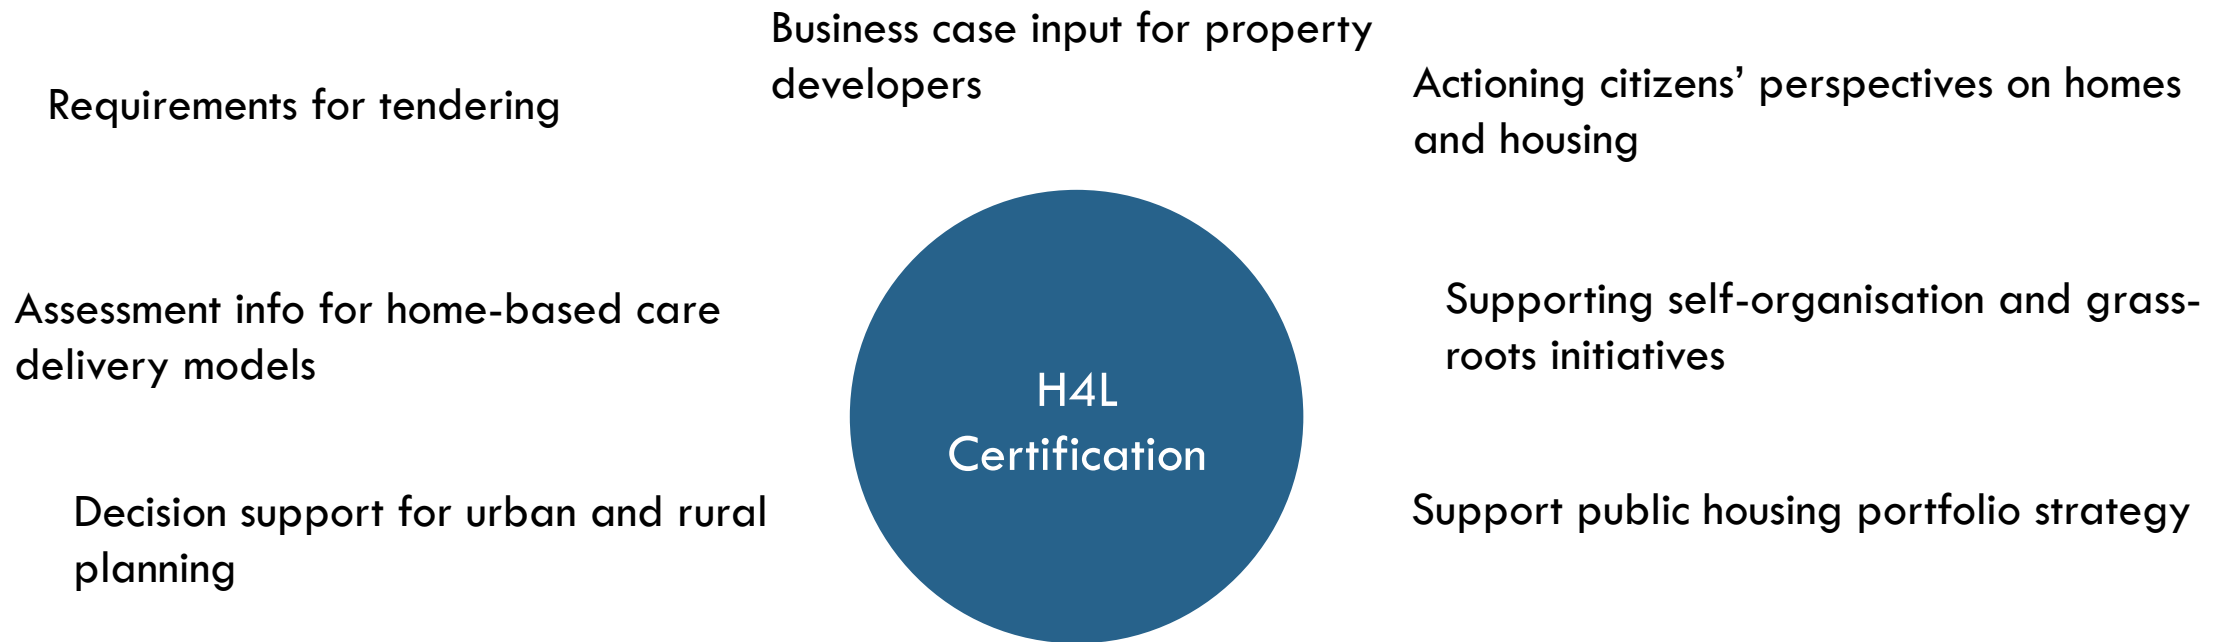 Business case input for property
developers
Requirements for tendering
Actioning citizens’ perspectives on homes
and housing
Assessment info for home-based care
delivery models
Supporting self-organisation and grass-
roots initiatives
H4L
Certification
Decision support for urban and rural
planning
Support public housing portfolio strategy